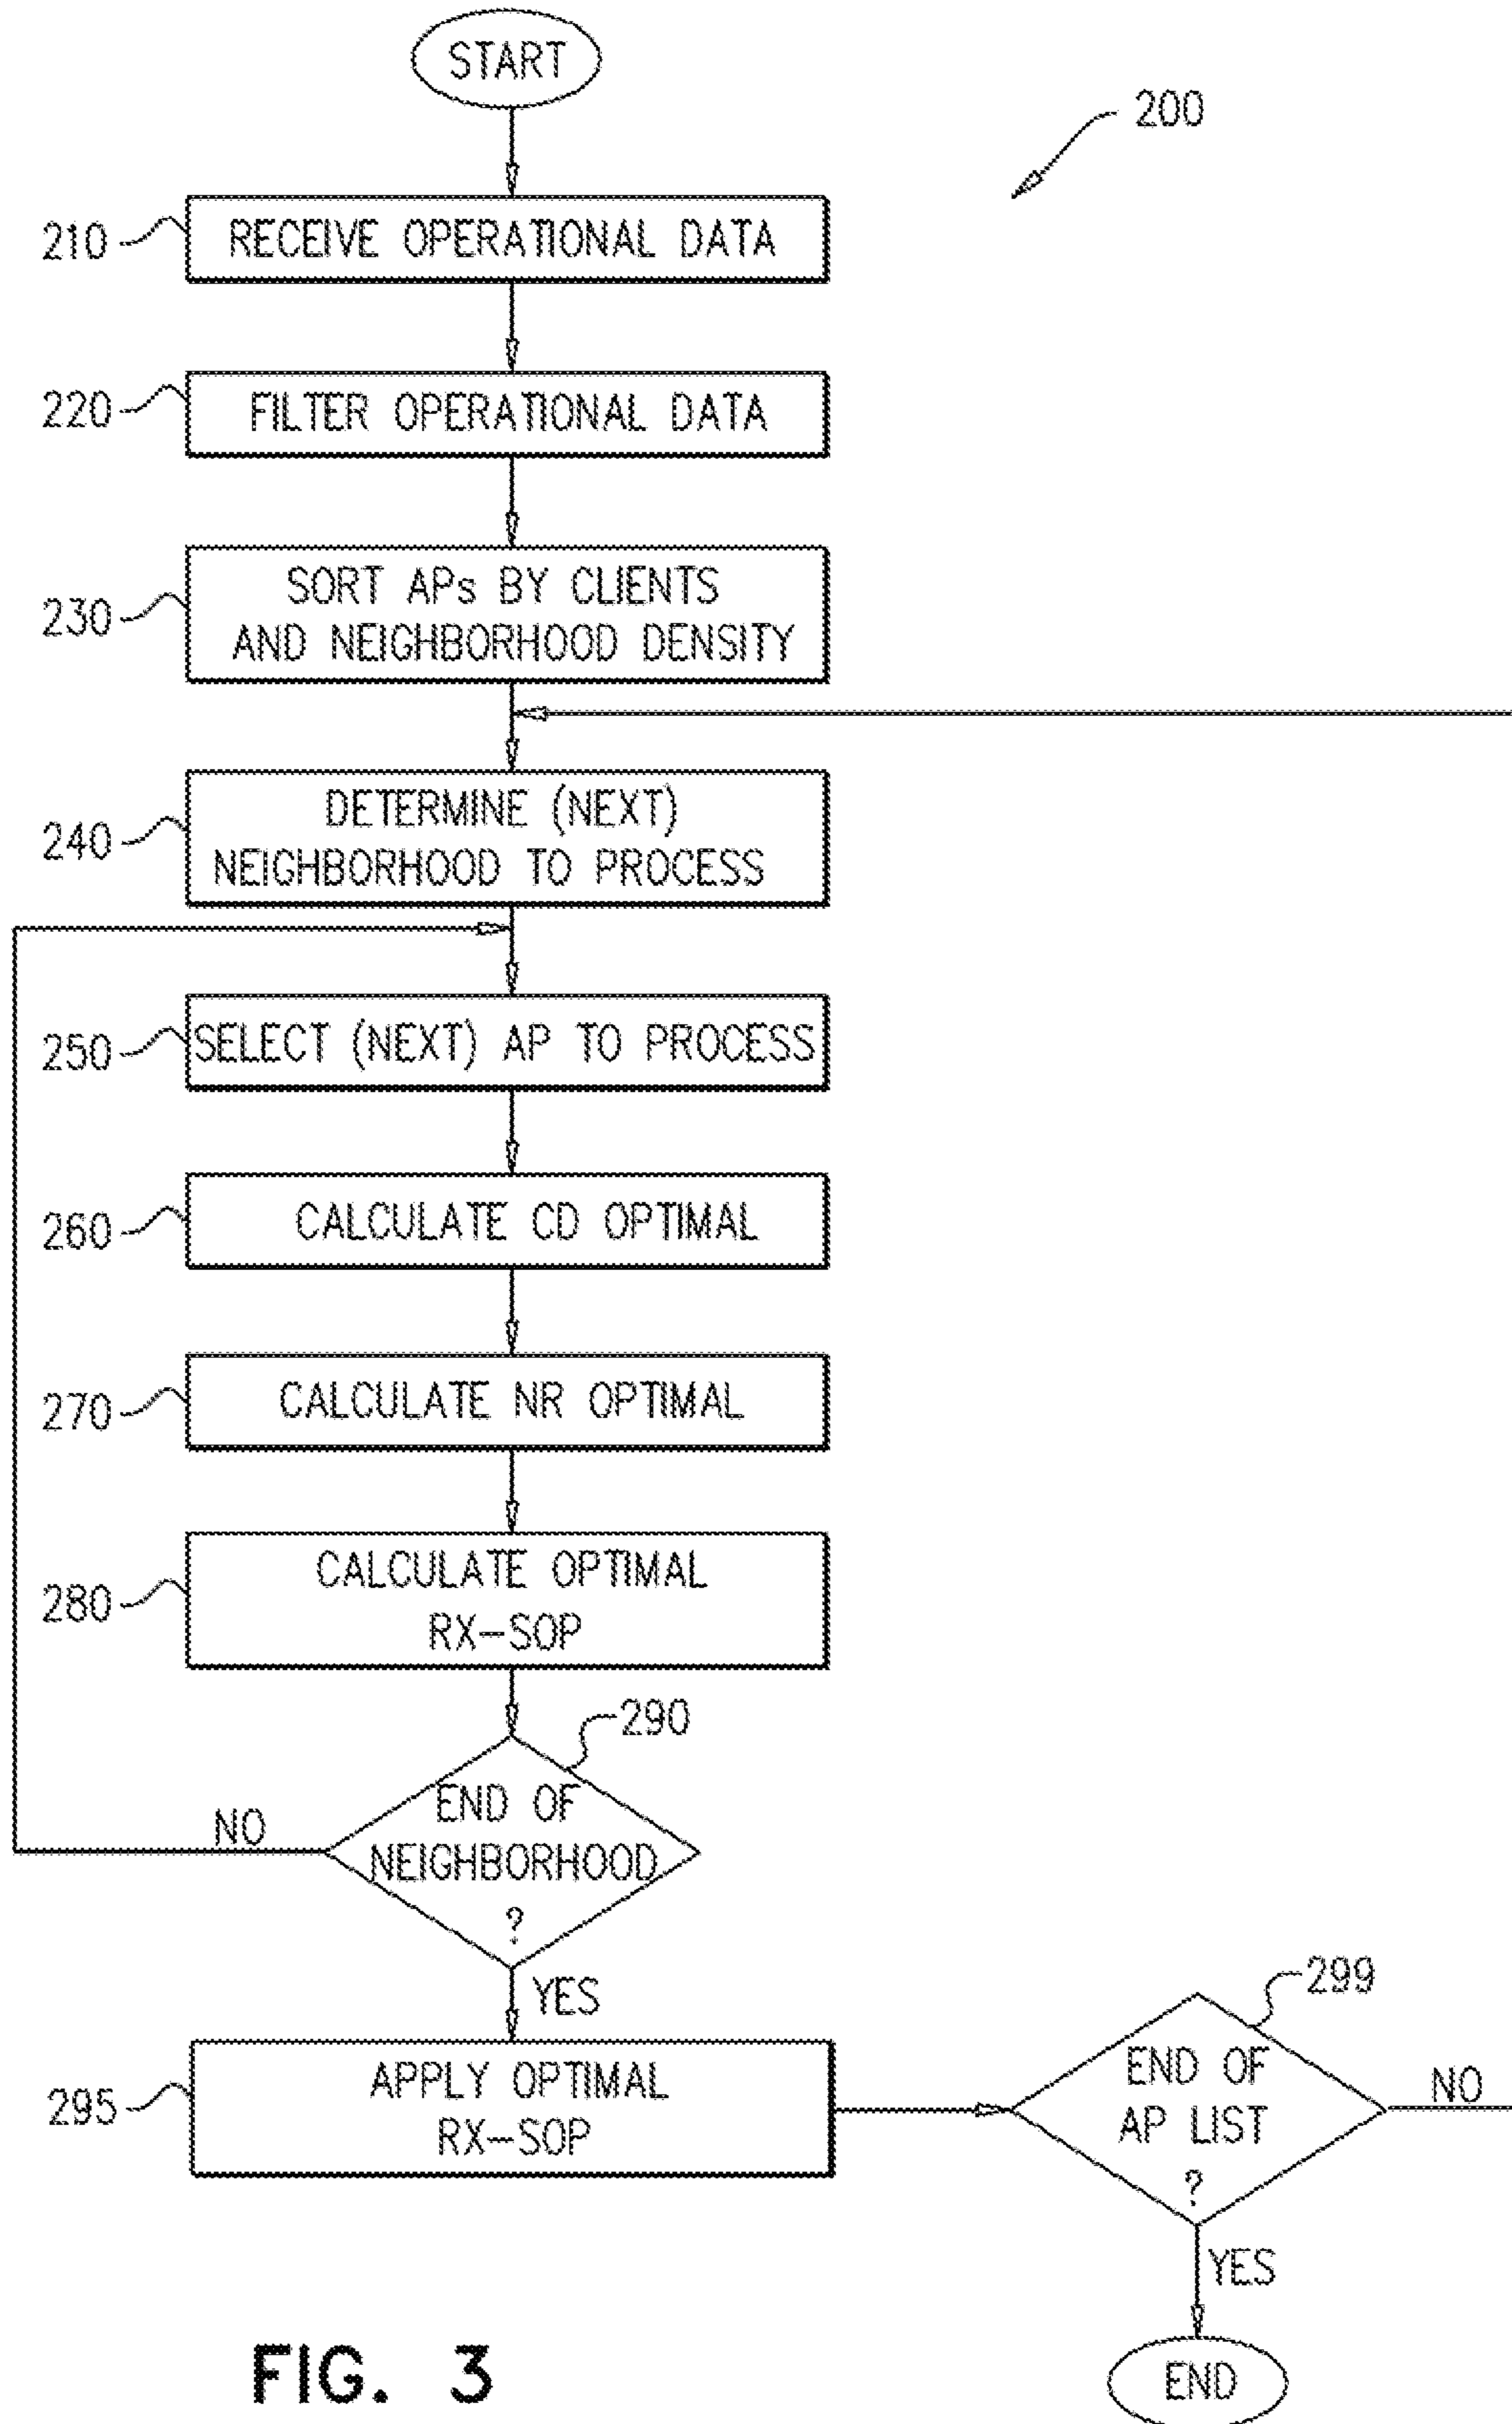 START
200
210
RECEIVE OPERATIONAL DATA
220
FILTER OPERATIONAL DATA
230
SORT APs BY CLIENTS
AND NEIGHBORHOOD DENSITY
240
DETERMINE (NEXT)
NEIGHBORHOOD TO PROCESS
250
SELECT (NEXT) AP TO PROCESS
260
CALCULATE CD OPTIMAL
270
CALCULATE NR OPTIMAL
280
CALCULATE OPTIMAL
RX-SOP
290
END OF
NEIGHBORHOOD
?
NO
YES
295
APPLY OPTIMAL
RX-SOP
299
END OF
AP LIST
?
NO
YES
END
FIG. 3